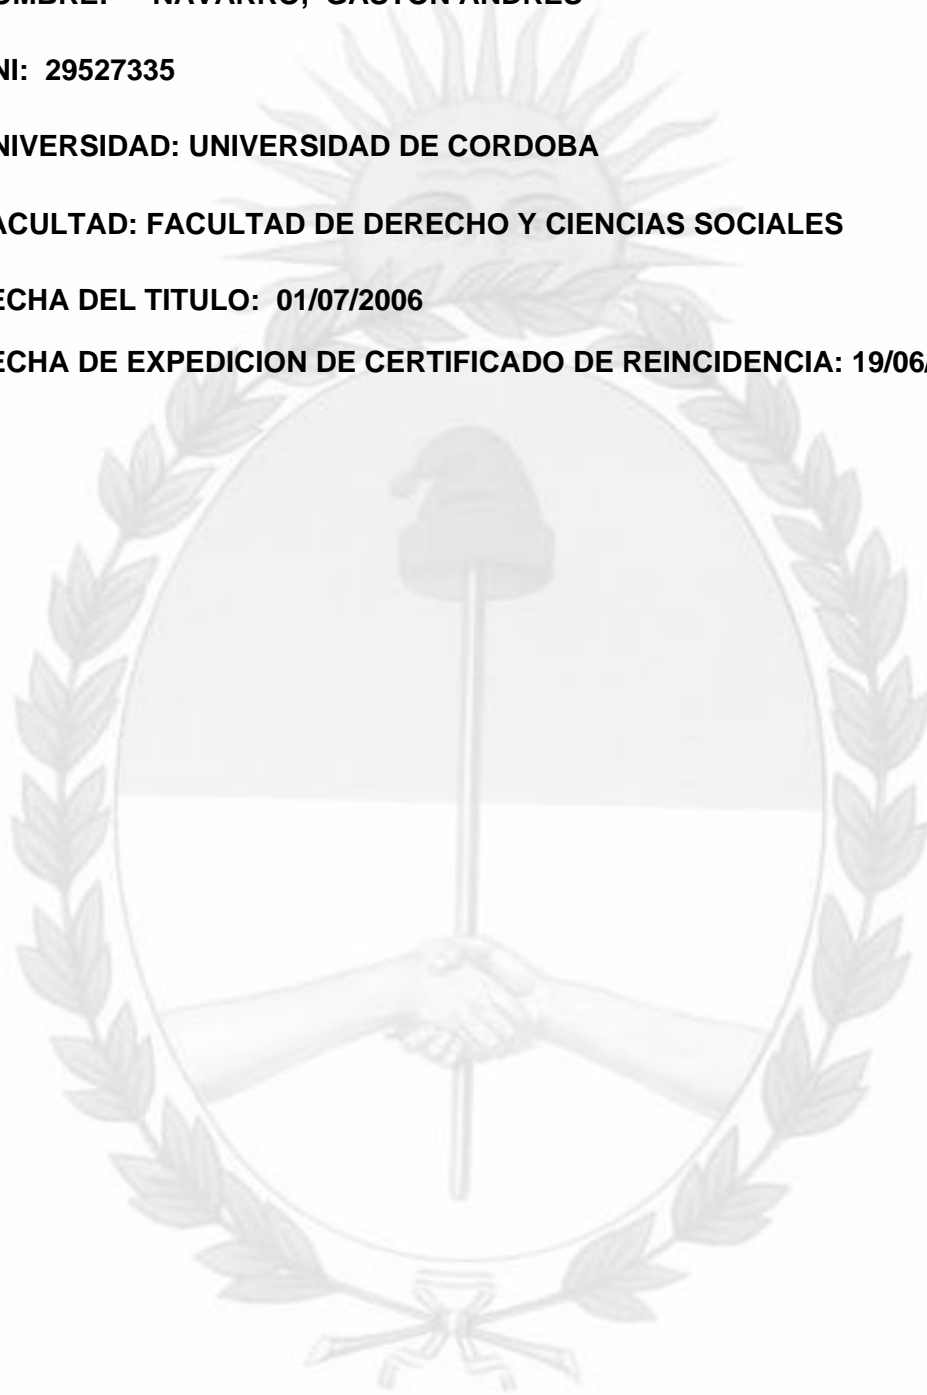 OMBRE: NAVARRO, GASTON ANDRES
NI: 29527335
NIVERSIDAD: UNIVERSIDAD DE CORDOBA
ACULTAD: FACULTAD DE DERECHO Y CIENCIAS SOCIALES
ECHA DEL TITULO: 01/07/2006
ECHA DE EXPEDICION DE CERTIFICADO DE REINCIDENCIA: 19/06/